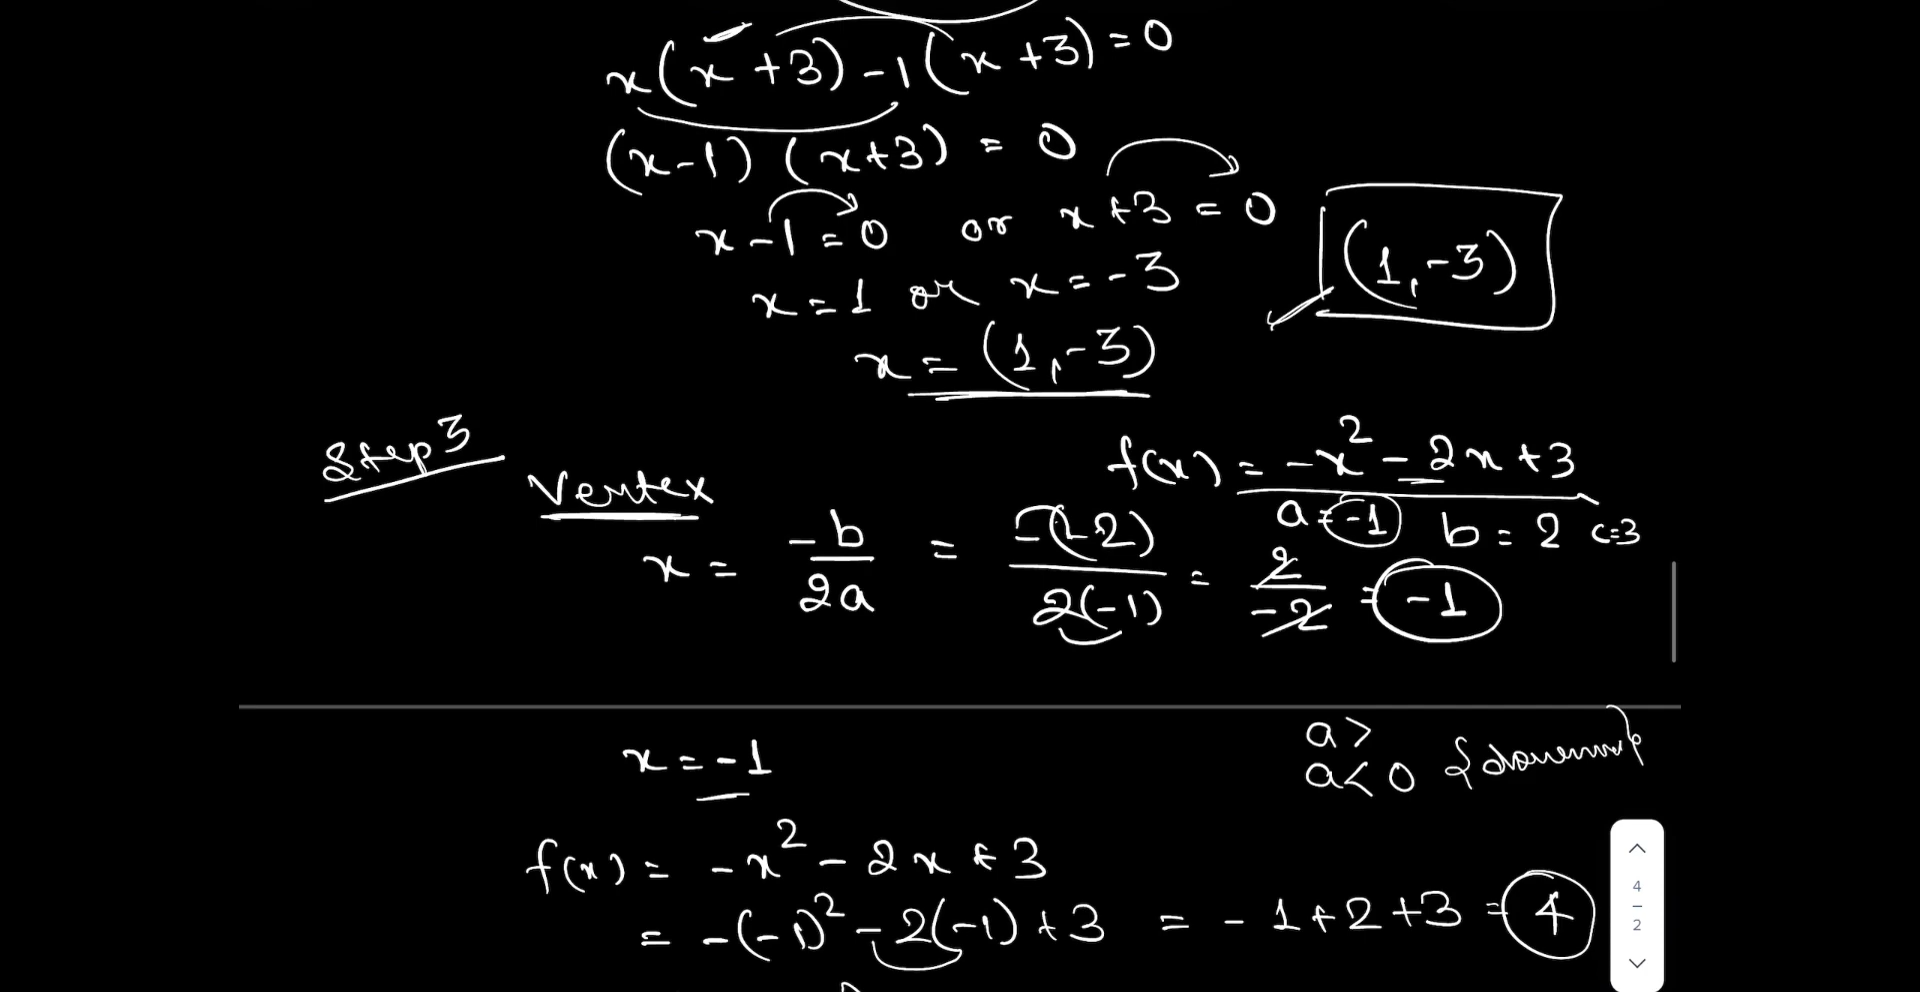 x(x+3)-1(x+3)=0
(x-1)(x+3) = 0
x-1=0 or x+3=0
(1,-3)
x=1 or x=-3
x=(1,-3)
Step 3
Vertex
f(x) = -x²-2x+3
a=-1 b=2 c=3
x = -b/2a = -(-2)/2(-1) = 2/-2 = -1
x=-1
a>
a<0
f(x) = -x²-2x+3
= -(-1)²-2(-1)+3 = -1+2+3 = 4
4
2